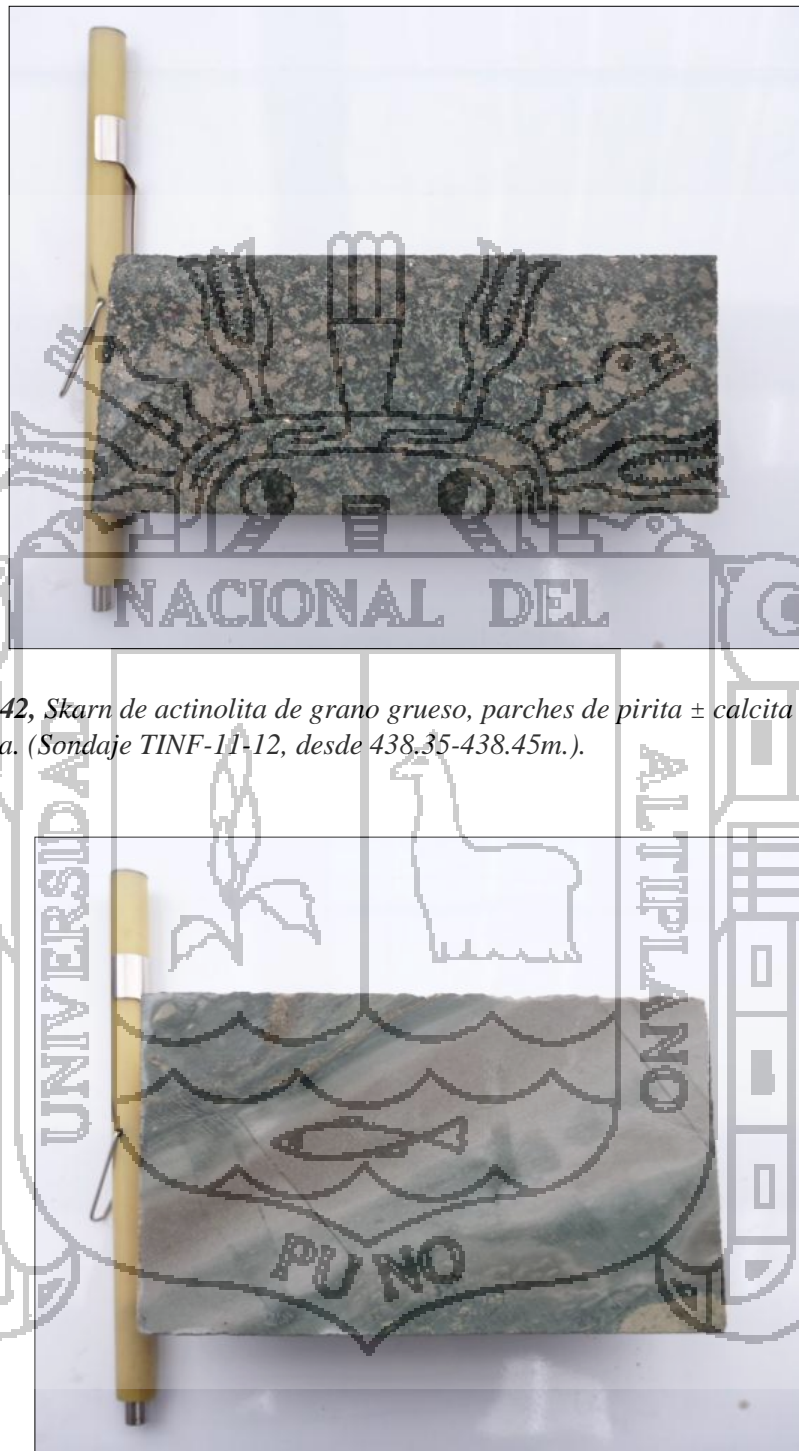 NACIONAL DEL
42, Skarn de actinolita de grano grueso, parches de pirita ± calcita
a. (Sondaje TINF-11-12, desde 438.35-438.45m.).
UNIVERSIDAD
ALTIPLANO
PUNO